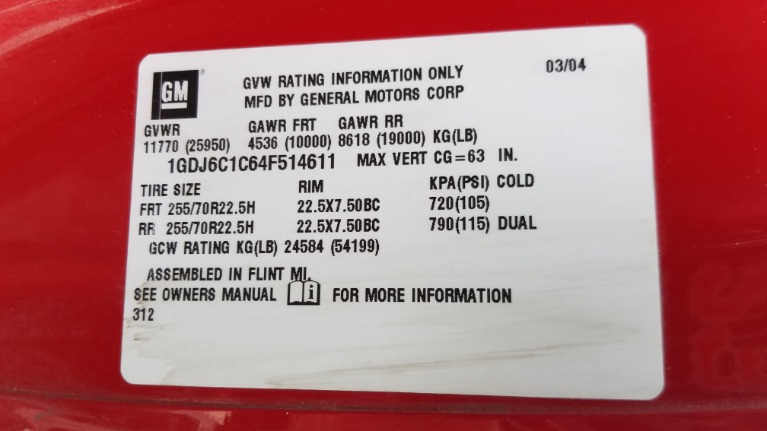 GM
GVW RATING INFORMATION ONLY 03/04
MFD BY GENERAL MOTORS CORP
GVWR GAWR FRT GAWR RR
11770 (25950) 4536 (10000) 8618 (19000) KG(LB)
1GDJ6C1C64F514611 MAX VERT CG=63 IN.
TIRE SIZE RIM KPA(PSI) COLD
FRT 255/70R22.5H 22.5X7.50BC 720(105)
RR 255/70R22.5H 22.5X7.50BC 790(115) DUAL
GCW RATING KG(LB) 24584 (54199)
ASSEMBLED IN FLINT MI.
SEE OWNERS MANUAL i FOR MORE INFORMATION
312